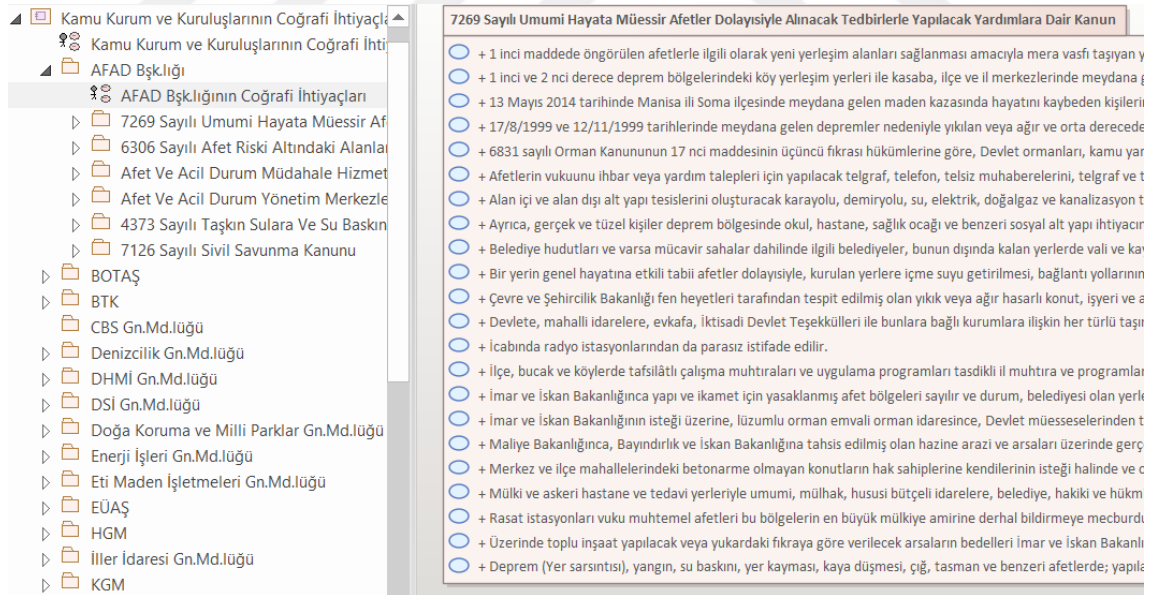 Kamu Kurum ve Kuruluşlarının Coğrafi İhtiyaçla
Kamu Kurum ve Kuruluşlarının Coğrafi İhti
AFAD Bşk.lığı
AFAD Bşk.lığının Coğrafi İhtiyaçları
7269 Sayılı Umumi Hayata Müessir Af
6306 Sayılı Afet Riski Altındaki Alanla
Afet Ve Acil Durum Müdahale Hizmet
Afet Ve Acil Durum Yönetim Merkezle
4373 Sayılı Taşkın Sulara Ve Su Baskın
7126 Sayılı Sivil Savunma Kanunu
BOTAŞ
BTK
CBS Gn.Md.lüğü
Denizcilik Gn.Md.lüğü
DHMİ Gn.Md.lüğü
DSİ Gn.Md.lüğü
Doğa Koruma ve Milli Parklar Gn.Md.lüğü
Enerji İşleri Gn.Md.lüğü
Eti Maden İşletmeleri Gn.Md.lüğü
EÜAŞ
HGM
İller İdaresi Gn.Md.lüğü
KGM
7269 Sayılı Umumi Hayata Müessir Afetler Dolayısiyle Alınacak Tedbirlerle Yapılacak Yardımlara Dair Kanun
+ 1 inci maddede öngörülen afetlerle ilgili olarak yeni yerleşim alanları sağlanması amacıyla mera vasfı taşıyan y
+ 1 inci ve 2 nci derece deprem bölgelerindeki köy yerleşim yerleri ile kasaba, ilçe ve il merkezlerinde meydana g
+ 13 Mayıs 2014 tarihinde Manisa ili Soma ilçesinde meydana gelen maden kazasında hayatını kaybeden kişileri
+ 17/8/1999 ve 12/11/1999 tarihlerinde meydana gelen depremler nedeniyle yıkılan veya ağır ve orta derecede
+ 6831 sayılı Orman Kanununun 17 nci maddesinin üçüncü fıkrası hükümlerine göre, Devlet ormanları, kamu yar
+ Afetlerin vukuunu ihbar veya yardım talepleri için yapılacak telgraf, telefon, telsiz muhaberelerini, telgraf ve t
+ Alan içi ve alan dışı alt yapı tesislerini oluşturacak karayolu, demiryolu, su, elektrik, doğalgaz ve kanalizasyon t
+ Ayrıca, gerçek ve tüzel kişiler deprem bölgesinde okul, hastane, sağlık ocağı ve benzeri sosyal alt yapı ihtiyacın
+ Belediye hudutları ve varsa mücavir sahalar dahilinde ilgili belediyeler, bunun dışında kalan yerlerde vali ve kay
+ Bir yerin genel hayatına etkili tabii afetler dolayısiyle, kurulan yerlere içme suyu getirilmesi, bağlantı yollarının
+ Çevre ve Şehircilik Bakanlığı fen heyetleri tarafından tespit edilmiş olan yıkık veya ağır hasarlı konut, işyeri ve a
+ Devlete, mahalli idarelere, evkafa, İktisadi Devlet Teşekkülleri ile bunlara bağlı kurumlara ilişkin her türlü taşın
+ İcabında radyo istasyonlarından da parasız istifade edilir.
+ İlçe, bucak ve köylerde tafsilâtlı çalışma muhtıraları ve uygulama programları tasdikli il muhtıra ve programlar
+ İmar ve İskan Bakanlığınca yapı ve ikamet için yasaklanmış afet bölgeleri sayılır ve durum, belediyesi olan yerle
+ İmar ve İskan Bakanlığının isteği üzerine, lüzumlu orman emvali orman idaresince, Devlet müesseselerinden t
+ Maliye Bakanlığınca, Bayındırlık ve İskan Bakanlığına tahsis edilmiş olan hazine arazi ve arsaları üzerinde gerç
+ Merkez ve ilçe mahallelerindeki betonarme olmayan konutların hak sahiplerine kendilerinin isteği halinde ve o
+ Mülki ve askeri hastane ve tedavi yerleriyle umumi, mülhak, hususi bütçeli idarelere, belediye, hakiki ve hükm
+ Rasat istasyonları vuku muhtemel afetleri bu bölgelerin en büyük mülkiye amirine derhal bildirmeye mecburdu
+ Üzerinde toplu inşaat yapılacak veya yukardaki fıkraya göre verilecek arsaların bedelleri İmar ve İskan Bakanlı
+ Deprem (Yer sarsıntısı), yangın, su baskını, yer kayması, kaya düşmesi, çığ, tasman ve benzeri afetlerde; yapıla